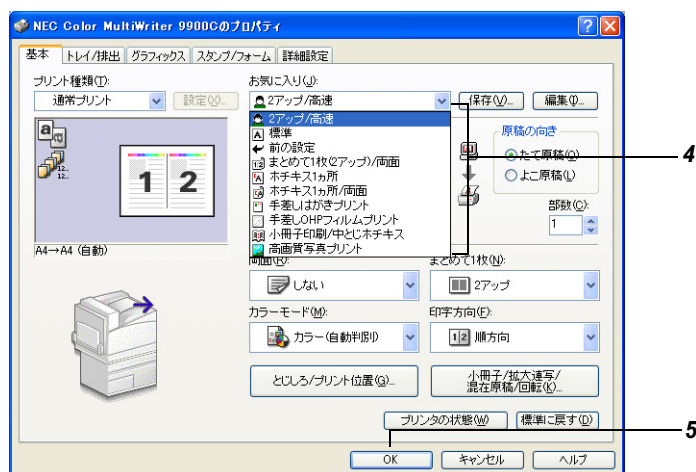 NEC Color MultiWriter 9900Cのプロパティ
基本 トレイ/排出 グラフィックス スタンプ/フォーム 詳細設定
プリント種類(T):
通常プリント 設定(X)...
お気に入り(J):
2アップ/高速 保存(V)... 編集(I)...
2アップ/高速
標準
前の設定
まとめて1枚(2アップ)/両面
ホチキス1ヵ所
ホチキス1ヵ所/両面
手差しはがきプリント
手差しOHPフィルムプリント
小冊子印刷/中とじホチキス
高画質写真プリント
原稿の向き
たて原稿(O)
よこ原稿(L)
部数(C):
1
4
1 2
A4→A4 (自動)
両面(R):
しない
まとめて1枚(N):
2アップ
カラーモード(M):
カラー(自動判別)
印字方向(F):
1 2 順方向
とじしろ/プリント位置(G)...
小冊子/拡大連写/
混在原稿/回転(K)...
プリンタの状態(W) 標準に戻す(D)
5
OK キャンセル ヘルプ